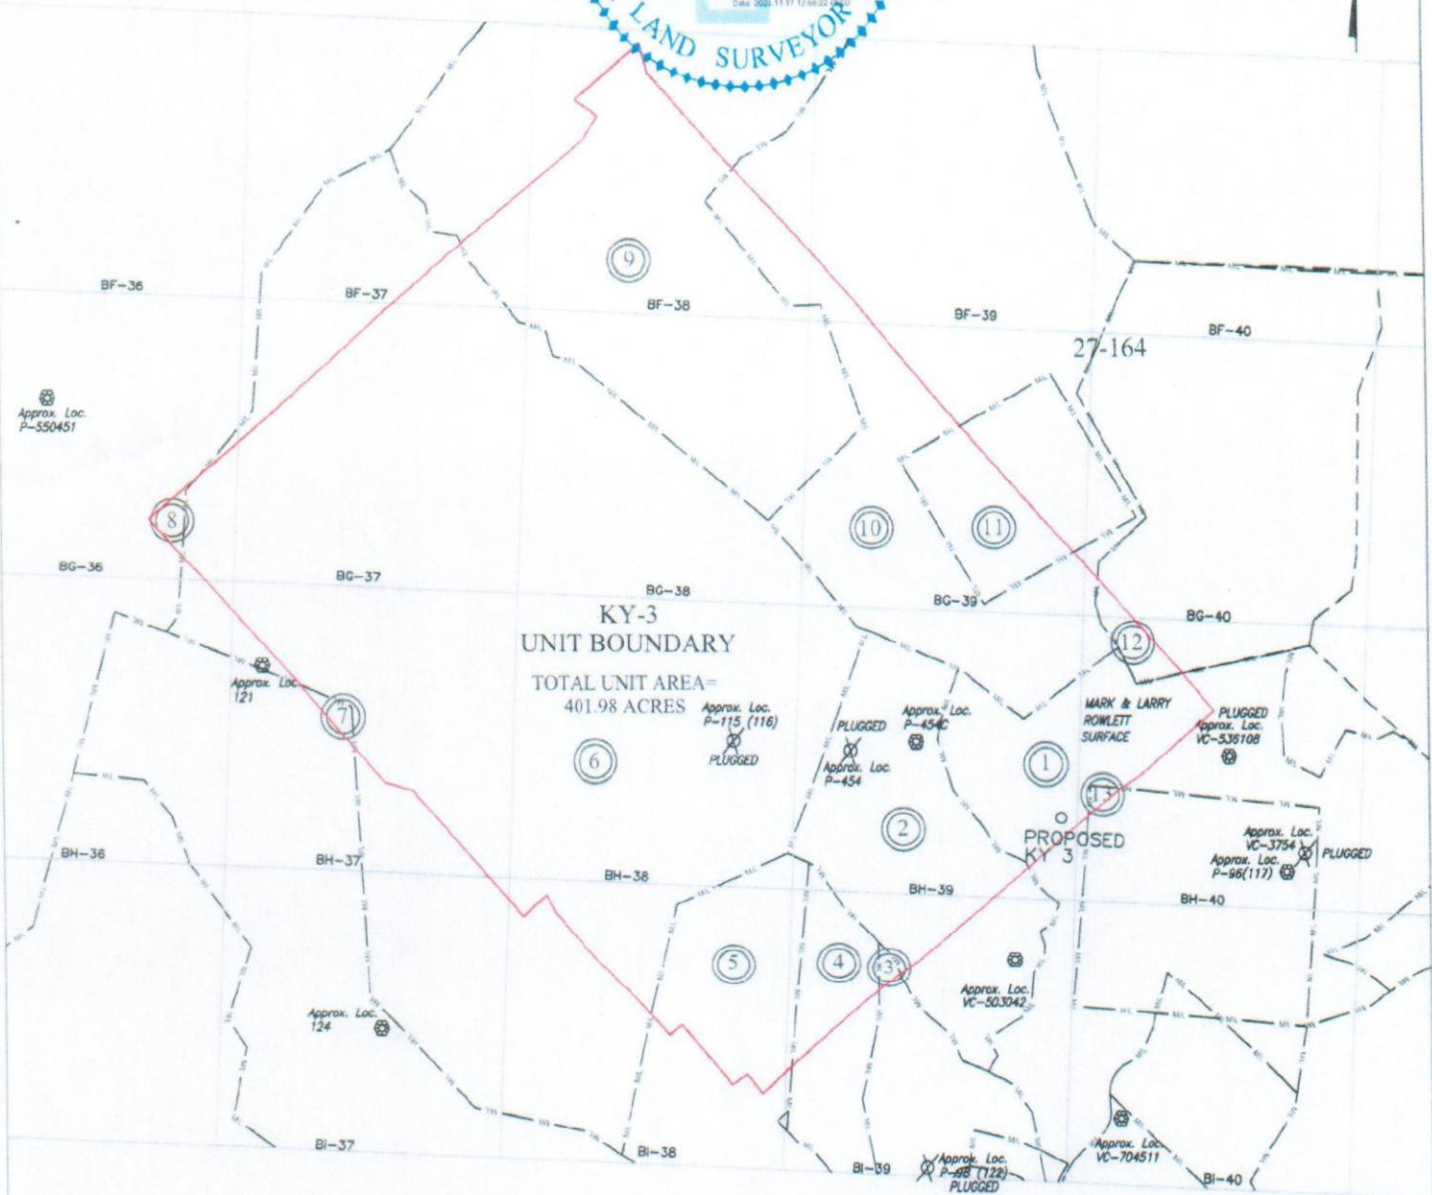 Date: 2023.11.17
LAND SURVEYOR
9
BF-36
BF-37
BF-38
BF-39
BF-40
27-164
Approx. Loc.
P-550451
8
10
11
BG-36
BG-37
BG-38
BG-39
BG-40
KY-3
UNIT BOUNDARY
TOTAL UNIT AREA=
401.98 ACRES
12
Approx. Loc.
121
7
Approx. Loc.
P-115 (116)
PLUGGED
PLUGGED
Approx. Loc.
P-454
Approx. Loc.
P-454C
MARK & LARRY
ROWLETT
SURFACE
PLUGGED
Approx. Loc.
VC-536108
6
1
13
2
PROPOSED
KY 3
Approx. Loc.
VC-3754
PLUGGED
Approx. Loc.
P-96(117)
BH-36
BH-37
BH-38
BH-39
BH-40
5
4
3
Approx. Loc.
VC-503042
Approx. Loc.
124
Approx. Loc.
VC-704511
BI-37
BI-38
BI-39
Approx. Loc.
P-98 (122)
PLUGGED
BI-40